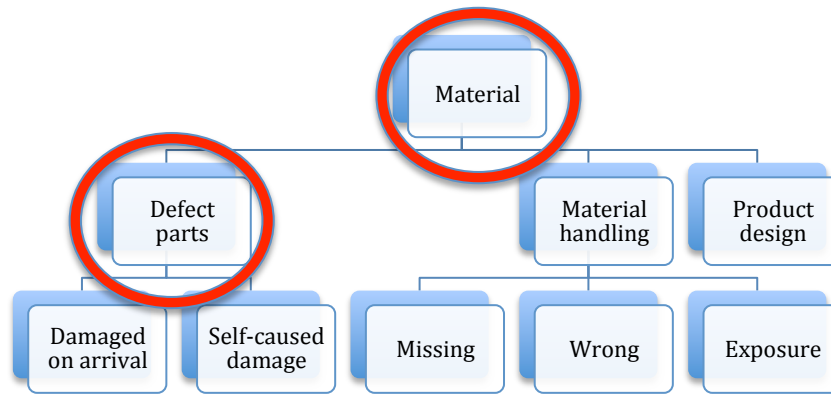 Material
Defect
parts
Material
handling
Product
design
Damaged
on arrival
Self-caused
damage
Missing
Wrong
Exposure